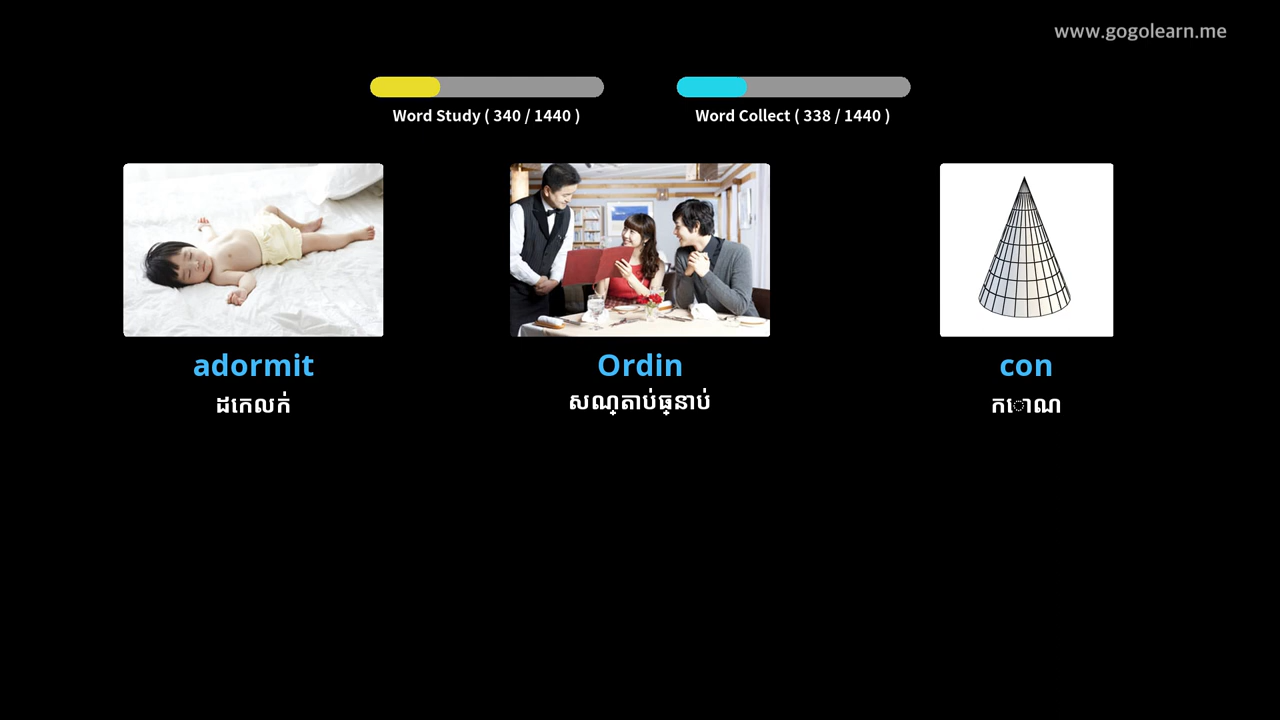 www.gogolearn.me
Word Study ( 340 / 1440 )
Word Collect ( 338 / 1440 )
adormit
Ordin
con
ដេកលក់
សណ្តាប់ធ្នាប់
កោណ